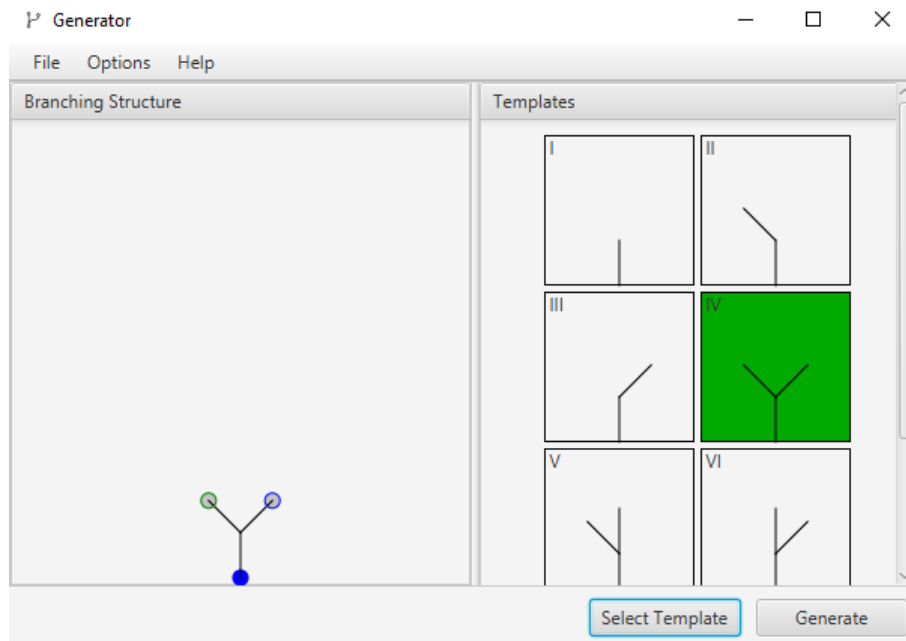 Generator
File Options Help
Branching Structure
Templates
I
II
III
IV
V
VI
Select Template
Generate